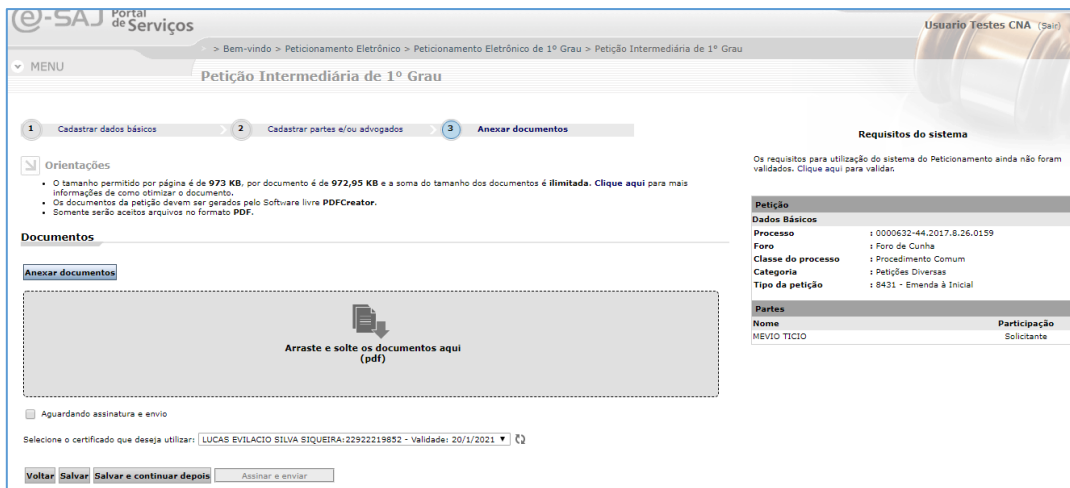 e-SAJ Portal de Serviços
Usuario Testes CNA (Sair)
> Bem-vindo > Peticionamento Eletrônico > Peticionamento Eletrônico de 1º Grau > Petição Intermediária de 1º Grau
MENU
Petição Intermediária de 1º Grau
1 Cadastrar dados básicos 2 Cadastrar partes e/ou advogados 3 Anexar documentos
Orientações
• O tamanho permitido por página é de 973 KB, por documento é de 972,95 KB e a soma do tamanho dos documentos é ilimitada. Clique aqui para mais
informações de como otimizar o documento.
• Os documentos da petição devem ser gerados pelo Software livre PDFCreator.
• Somente serão aceitos arquivos no formato PDF.
Documentos
Anexar documentos
Arraste e solte os documentos aqui
(pdf)
Aguardando assinatura e envio
Selecione o certificado que deseja utilizar: LUCAS EVILACIO SILVA SIQUEIRA:22922219852 - Validade: 20/1/2021
Voltar Salvar Salvar e continuar depois Assinar e enviar
Requisitos do sistema
Os requisitos para utilização do sistema do Peticionamento ainda não foram
validados. Clique aqui para validar.
Petição
Dados Básicos
Processo : 0000632-44.2017.8.26.0159
Foro : Foro de Cunha
Classe do processo : Procedimento Comum
Categoria : Petições Diversas
Tipo da petição : 8431 - Emenda à Inicial
Partes
Nome Participação
MEVIO TICIO Solicitante